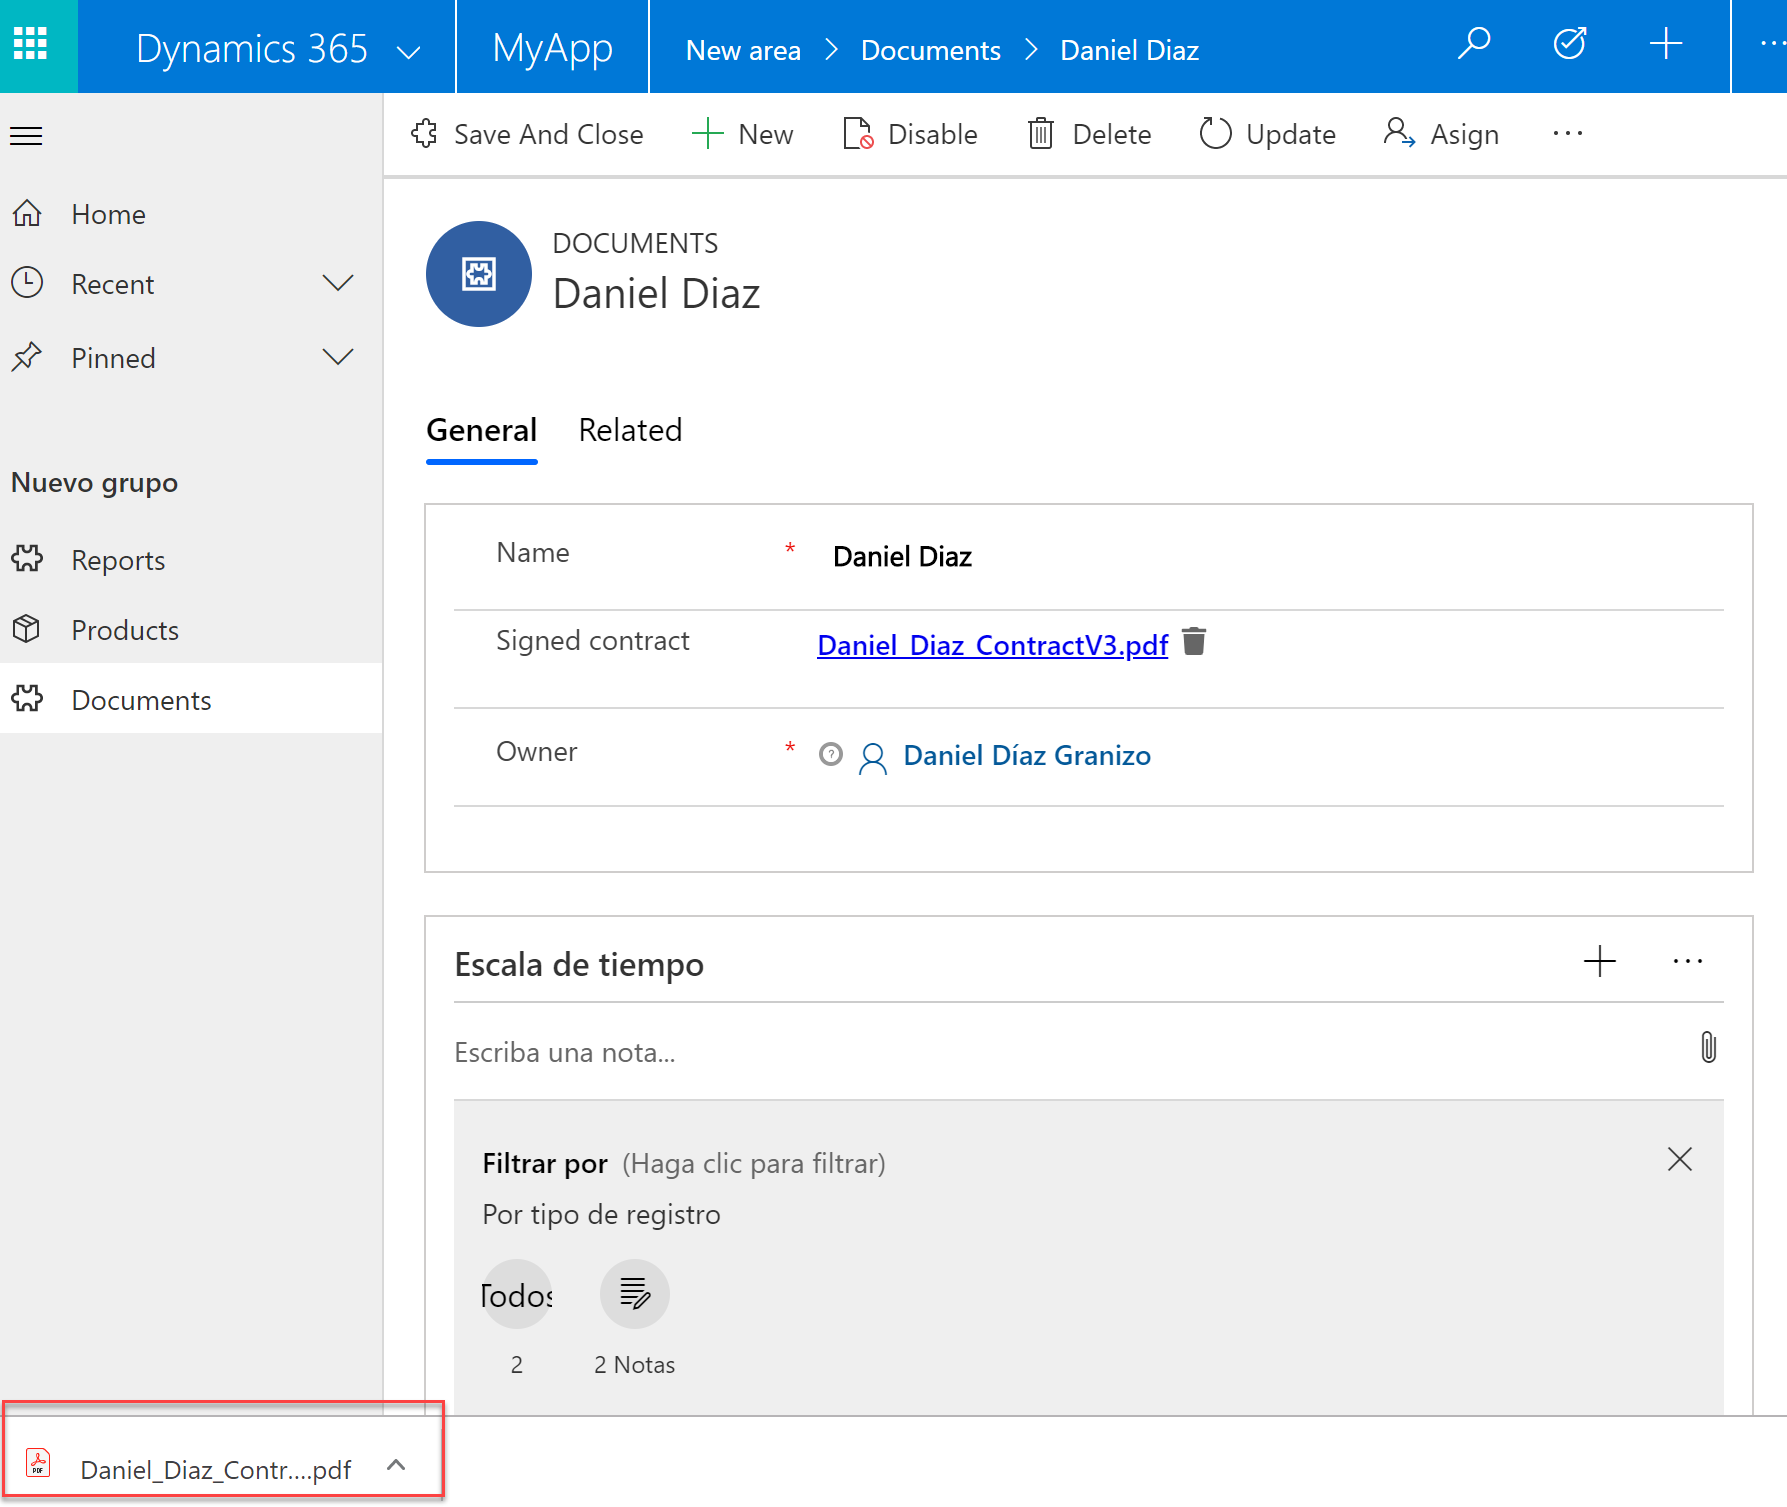 Dynamics 365
MyApp
New area > Documents > Daniel Diaz
Save And Close
New
Disable
Delete
Update
Asign
Home
Recent
Pinned
Nuevo grupo
Reports
Products
Documents
DOCUMENTS
Daniel Diaz
General
Related
Name * Daniel Diaz
Signed contract Daniel_Diaz_ContractV3.pdf
Owner * Daniel Díaz Granizo
Escala de tiempo
Escriba una nota...
Filtrar por (Haga clic para filtrar)
Por tipo de registro
Todos
2
2 Notas
PDF
Daniel_Diaz_Contr....pdf